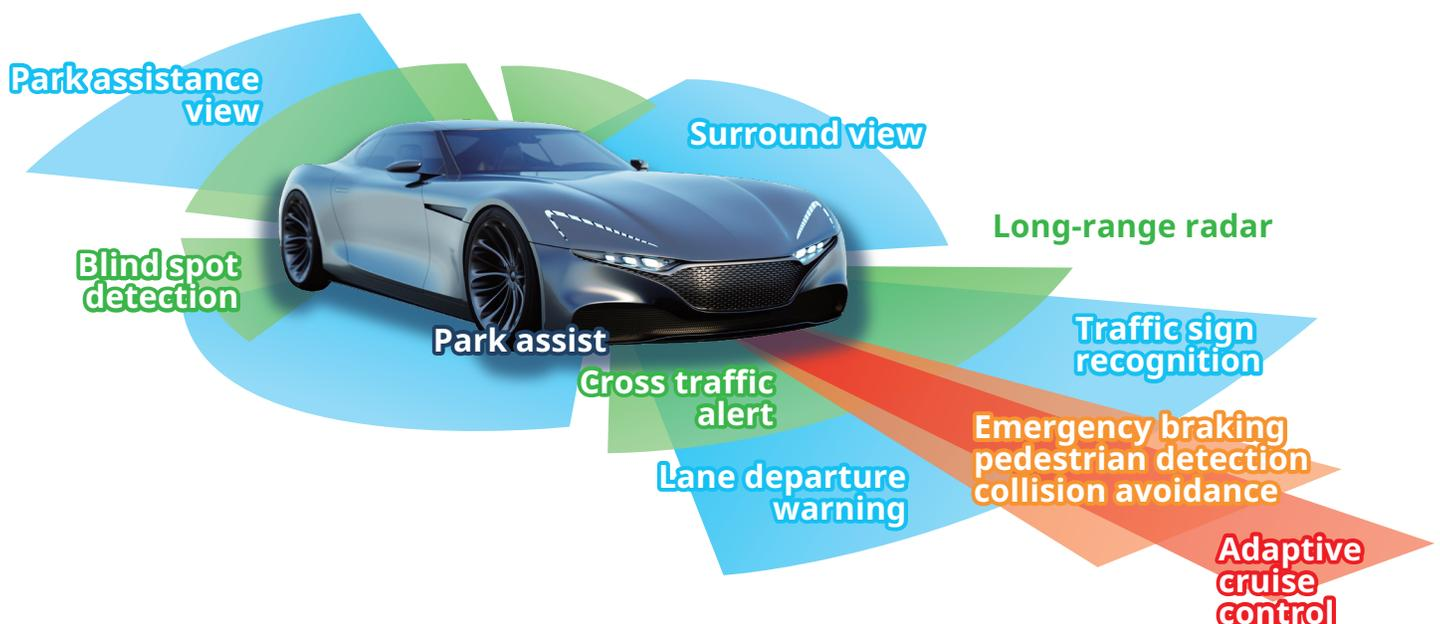 Park assistance
view
Surround view
Long-range radar
Blind spot
detection
Traffic sign
recognition
Park assist
Cross traffic
alert
Emergency braking
pedestrian detection
collision avoidance
Lane departure
warning
Adaptive
cruise
control